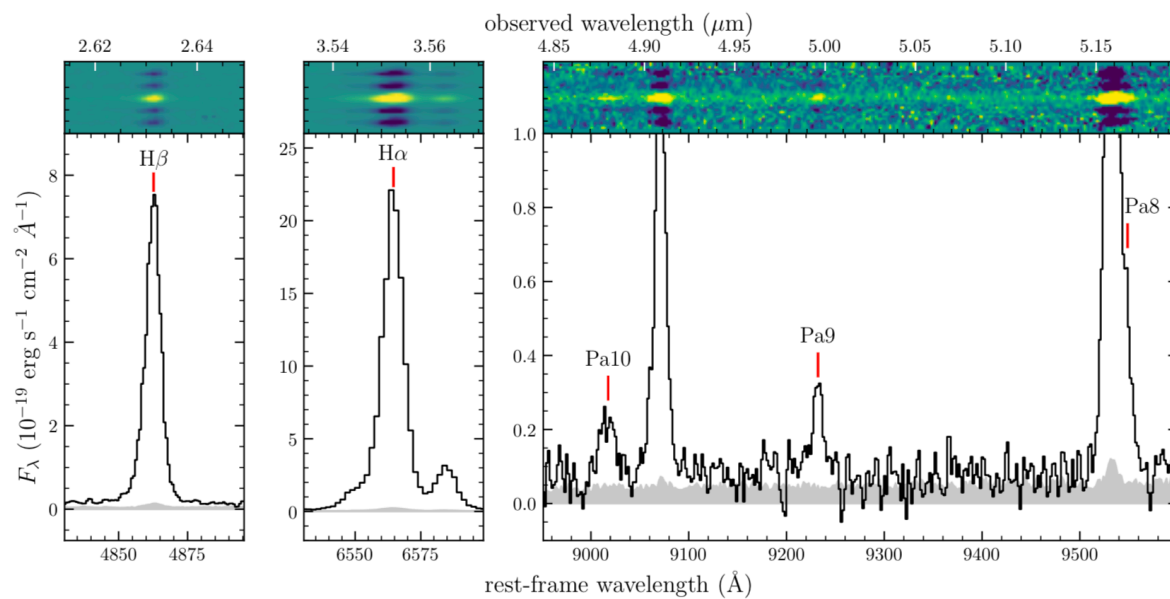 observed wavelength (μm)
2.62 2.64 3.54 3.56 4.85 4.90 4.95 5.00 5.05 5.10 5.15
Hβ
Hα
Pa10
Pa9
Pa8
F_λ (10⁻¹⁹ erg s⁻¹ cm⁻² Å⁻¹)
8
6
4
2
0
25
20
15
10
5
0
1.0
0.8
0.6
0.4
0.2
0.0
4850 4875 6550 6575 9000 9100 9200 9300 9400 9500
rest-frame wavelength (Å)